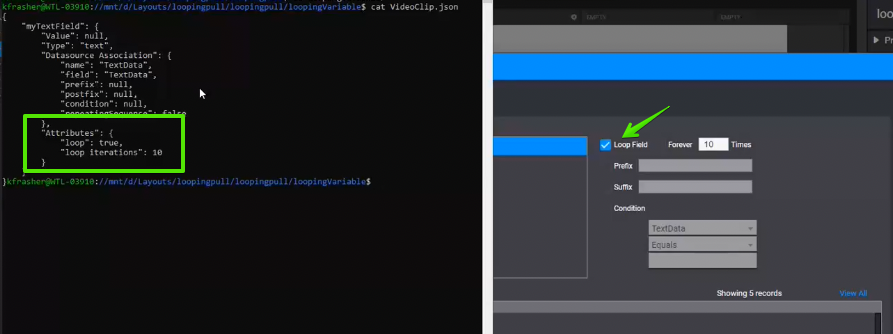 kfrasher@WTL-03910://mnt/d/Layouts/loopingpull/loopingVariable$ cat VideoClip.json
{
"myTextField": {
"Value": null,
"Type": "text",
"Datasource Association": {
"name": "TextData",
"field": "TextData",
"prefix": null,
"postfix": null,
"condition": null,
"repeatingSequence": false
},
"Attributes": {
"loop": true,
"loop iterations": 10
}
}kfrasher@WTL-03910://mnt/d/Layouts/loopingpull/loopingVariable$
EMPTY EMPTY
loo
Pr
Loop Field Forever 10 Times
Prefix
Suffix
Condition
TextData
Equals
Showing 5 records View All